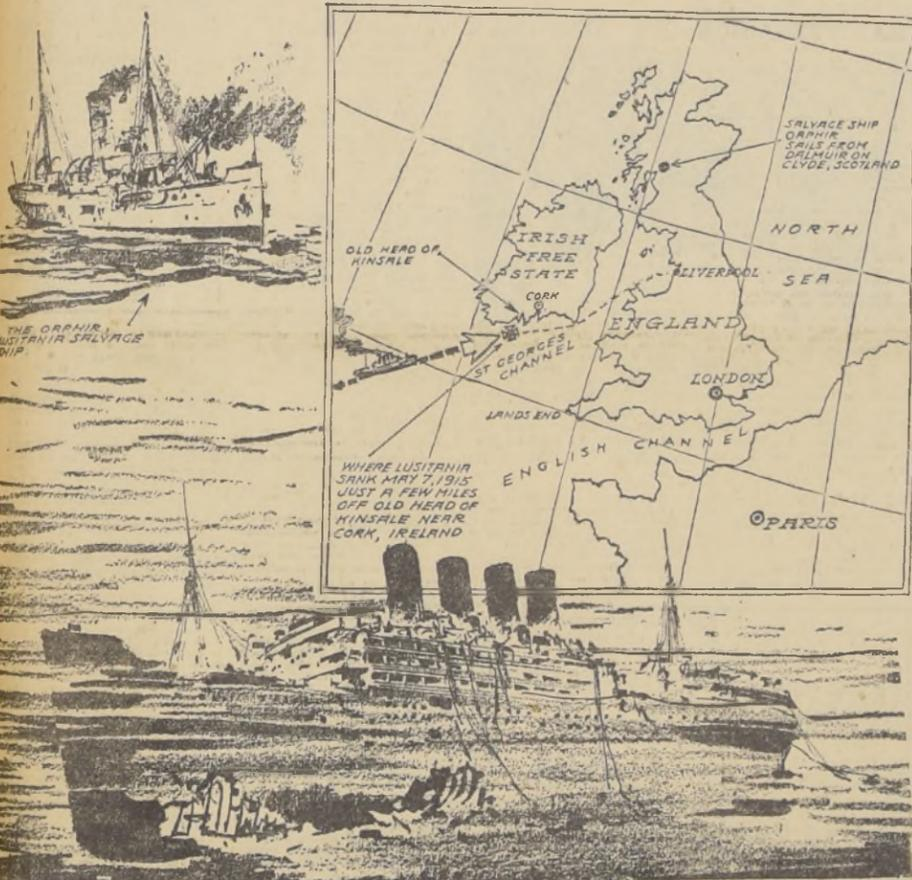 SALVAGE SHIP
ORPHIR
SAILS FROM
DALMUIR ON
CLYDE, SCOTLAND
NORTH
SEA
OLD HEAD OF
KINSALE
IRISH
FREE
STATE
CORK
LIVERPOOL
ENGLAND
ST GEORGES
CHANNEL
LONDON
LANDS END
ENGLISH CHANNEL
PARIS
THE ORPHIR,
USITANIA SALVAGE
HIP.
WHERE LUSITANIA
SANK MAY 7, 1915
JUST A FEW MILES
OFF OLD HEAD OF
KINSALE NEAR
CORK, IRELAND